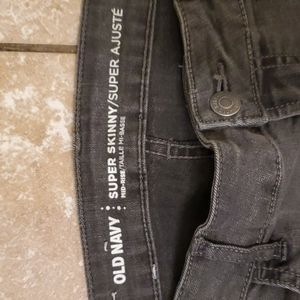 OLD NAVY
SUPER SKINNY/SUPER AJUSTÉ
MID-RISE/TAILLE MI-BASSE